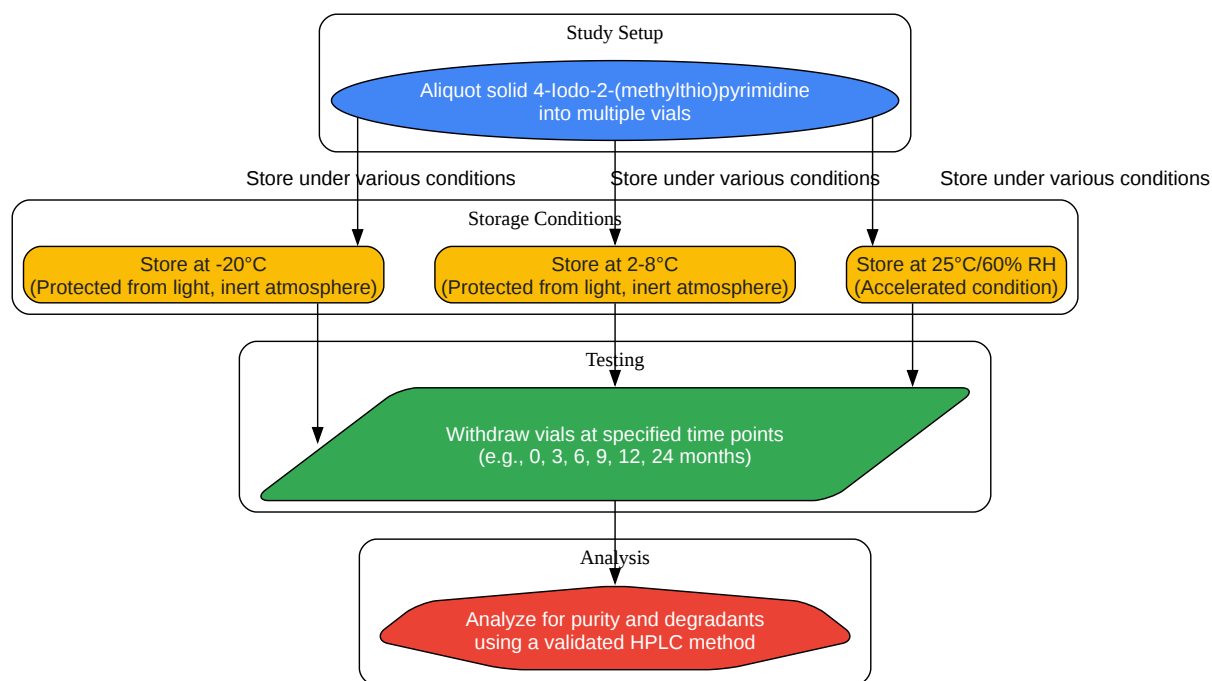 Study Setup
Aliquot solid 4-Iodo-2-(methylthio)pyrimidine
into multiple vials
Store under various conditions
Store under various conditions
Store under various conditions
Storage Conditions
Store at -20°C
(Protected from light, inert atmosphere)
Store at 2-8°C
(Protected from light, inert atmosphere)
Store at 25°C/60% RH
(Accelerated condition)
Testing
Withdraw vials at specified time points
(e.g., 0, 3, 6, 9, 12, 24 months)
Analysis
Analyze for purity and degradants
using a validated HPLC method